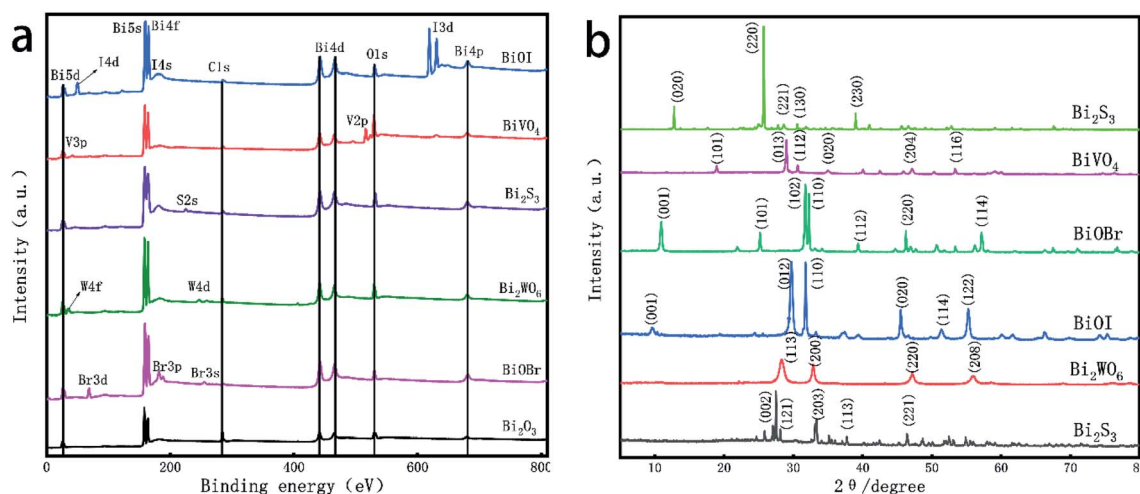 a
Intensity (a. u.)
Bi5d
I4d
V3p
W4f
Br3d
Bi5s
Bi4f
I4s
C1s
Bi4d
O1s
I3d
Bi4p
BiOI
V2p
BiVO4
S2s
Bi2S3
W4d
Bi2WO6
Br3p
Br3s
BiOBr
Bi2O3
0 200 400 600 800
Binding energy (eV)
b
Intensity (a. u.)
(020)
(220)
(221)
(130)
(230)
Bi2S3
(101)
(013)
(112)
(020)
(204)
(116)
BiVO4
(001)
(101)
(102)
(110)
(112)
(220)
(114)
BiOBr
(001)
(012)
(110)
(020)
(114)
(122)
BiOI
(113)
(200)
(220)
(208)
Bi2WO6
(002)
(121)
(203)
(113)
(221)
Bi2S3
10 20 30 40 50 60 70 80
2 θ/degree